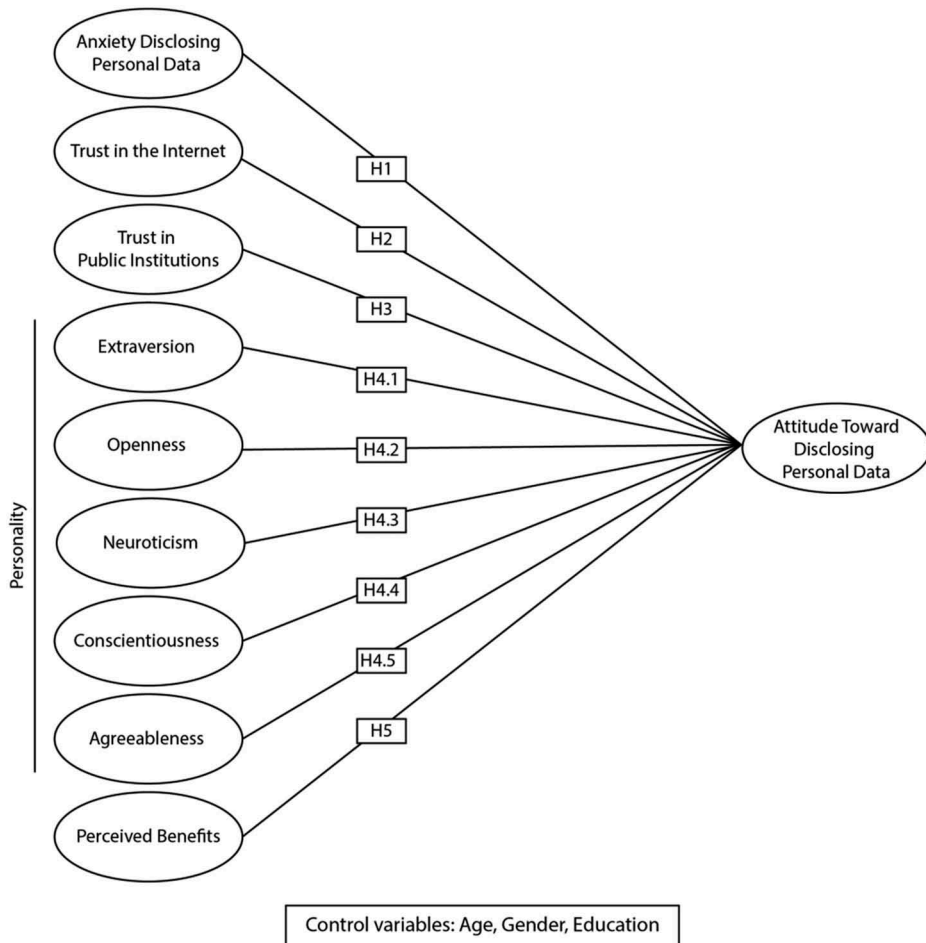 Anxiety Disclosing
Personal Data
Trust in the Internet
Trust in
Public Institutions
Extraversion
Openness
Neuroticism
Conscientiousness
Agreeableness
Perceived Benefits
Personality
H1
H2
H3
H4.1
H4.2
H4.3
H4.4
H4.5
H5
Attitude Toward
Disclosing
Personal Data
Control variables: Age, Gender, Education